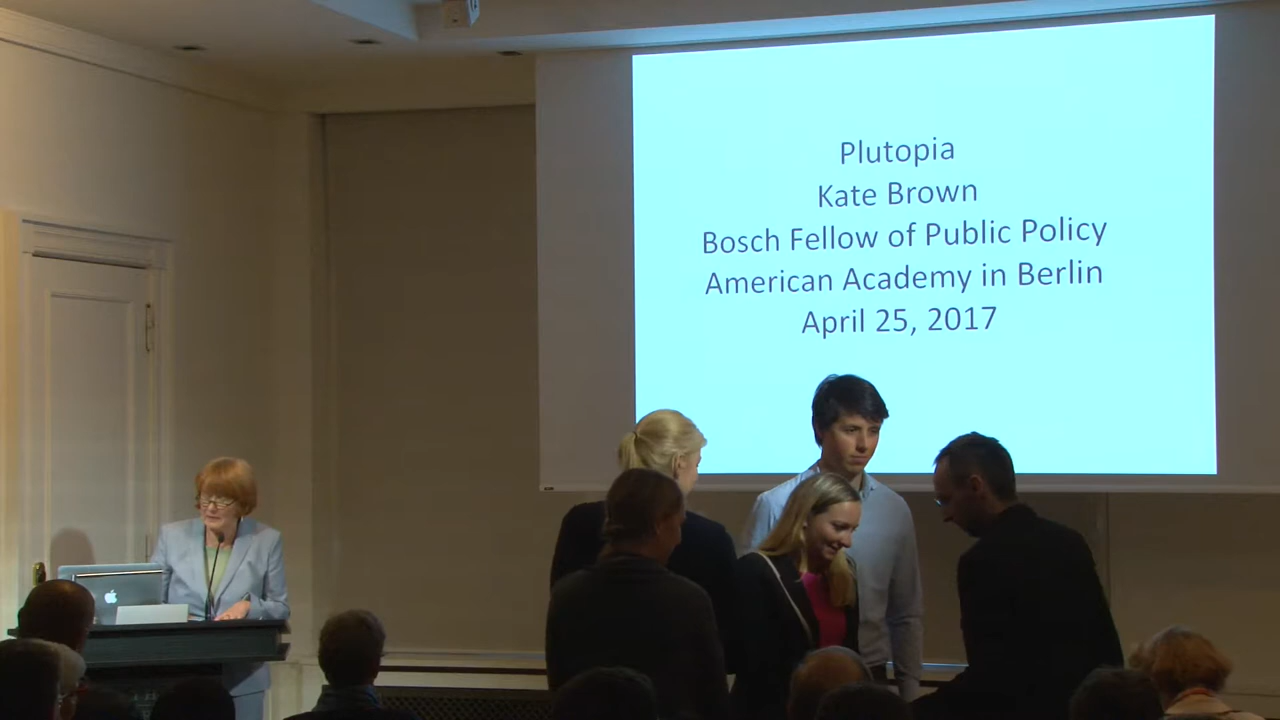 Plutopia
Kate Brown
Bosch Fellow of Public Policy
American Academy in Berlin
April 25, 2017